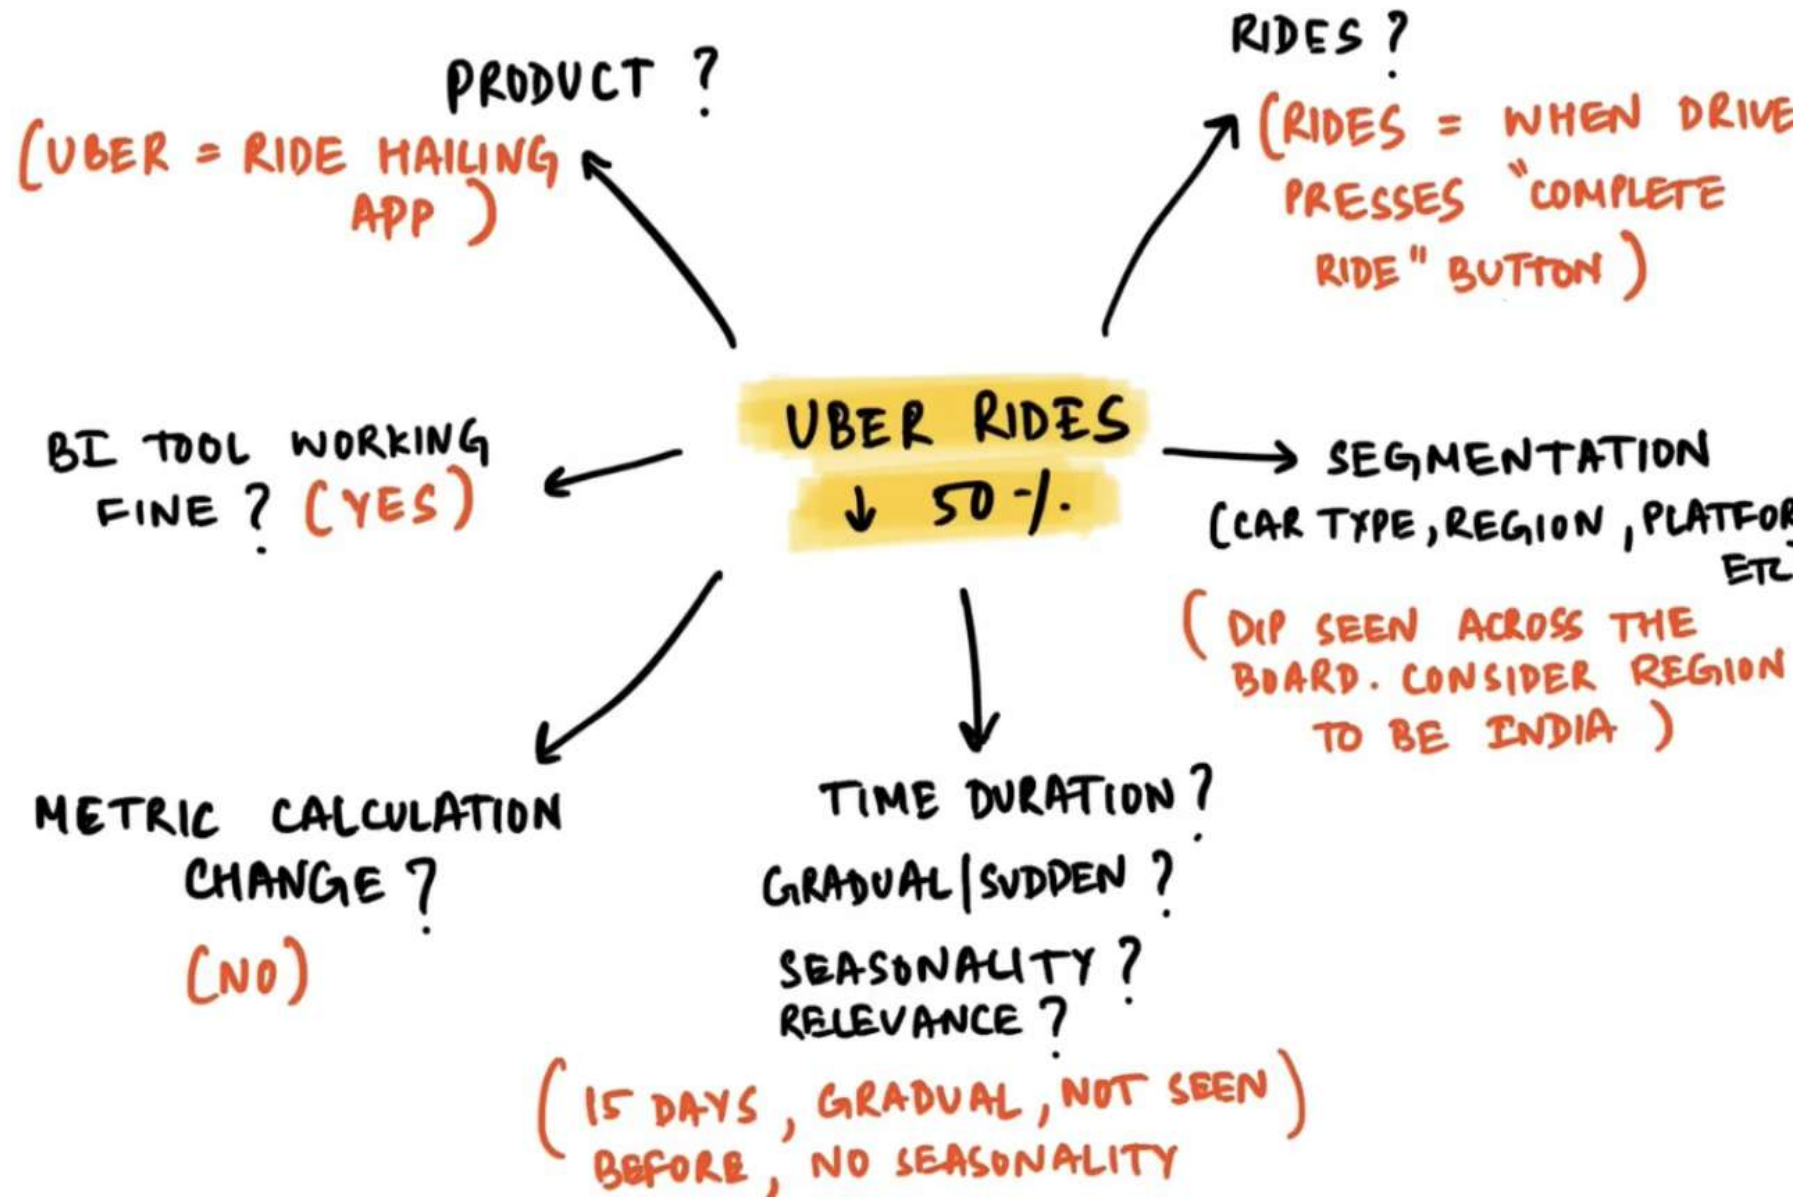 PRODUCT ?
(UBER = RIDE HAILING
APP )
RIDES ?
(RIDES = WHEN DRIVE
PRESSES "COMPLETE
RIDE" BUTTON )
UBER RIDES
↓ 50 %
BI TOOL WORKING
FINE ? (YES)
SEGMENTATION
(CAR TYPE, REGION, PLATFOR
ETC
( DIP SEEN ACROSS THE
BOARD. CONSIDER REGION
TO BE INDIA )
METRIC CALCULATION
CHANGE ?
(NO)
TIME DURATION ?
GRADUAL | SUDDEN ?
SEASONALITY ?
RELEVANCE ?
( 15 DAYS, GRADUAL, NOT SEEN )
BEFORE, NO SEASONALITY